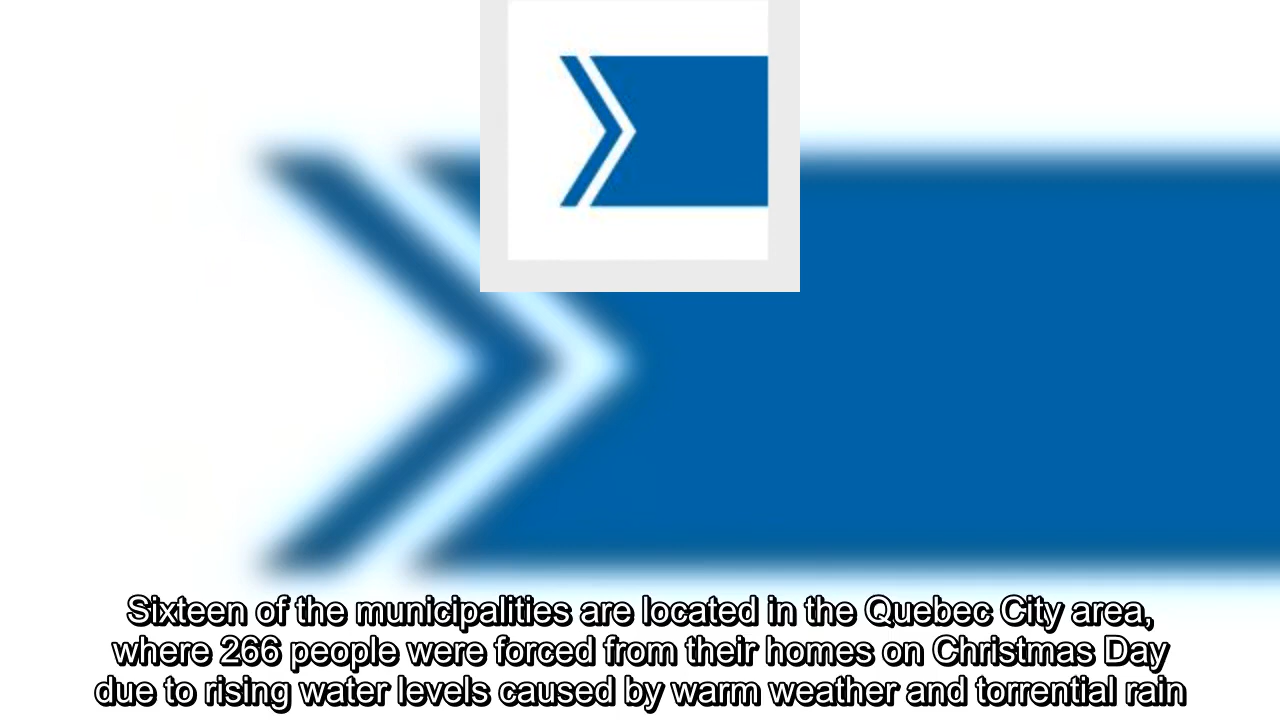 Sixteen of the municipalities are located in the Quebec City area,
where 266 people were forced from their homes on Christmas Day
due to rising water levels caused by warm weather and torrential rain